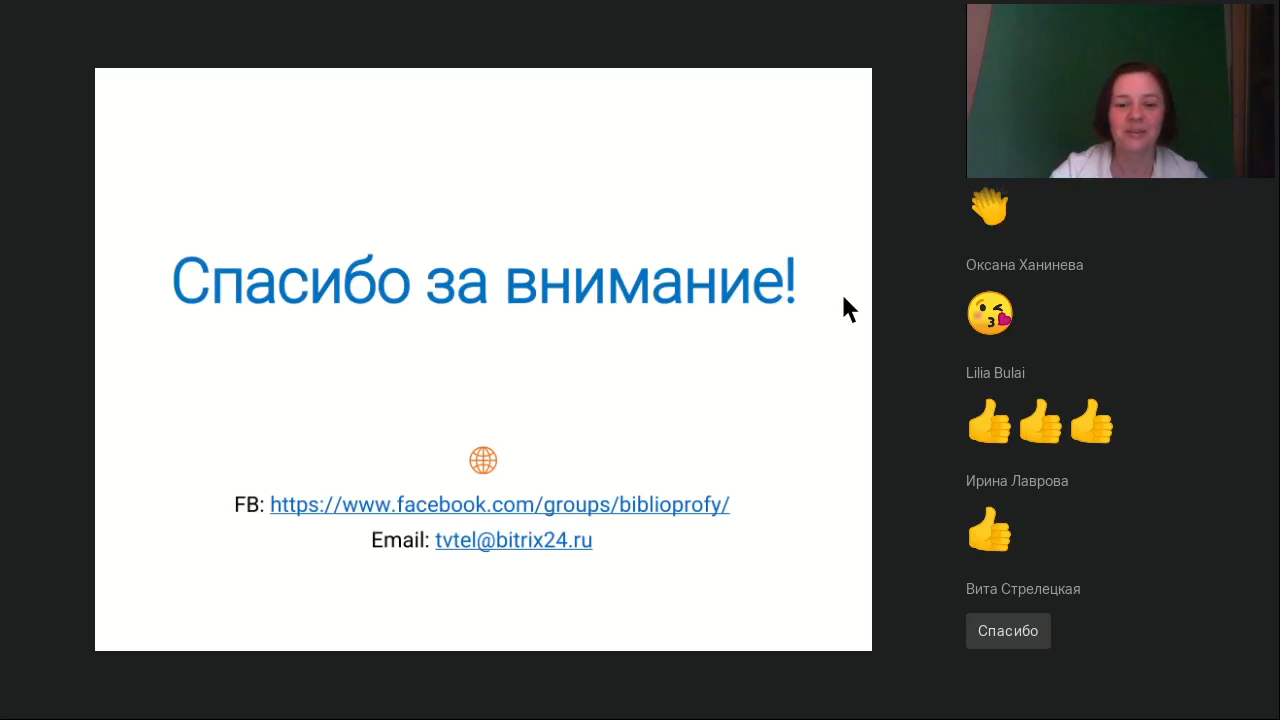 Спасибо за внимание!
FB: https://www.facebook.com/groups/biblioprofy/
Email: tvtel@bitrix24.ru
Оксана Ханинева
Lilia Bulai
Ирина Лаврова
Вита Стрелецкая
Спасибо